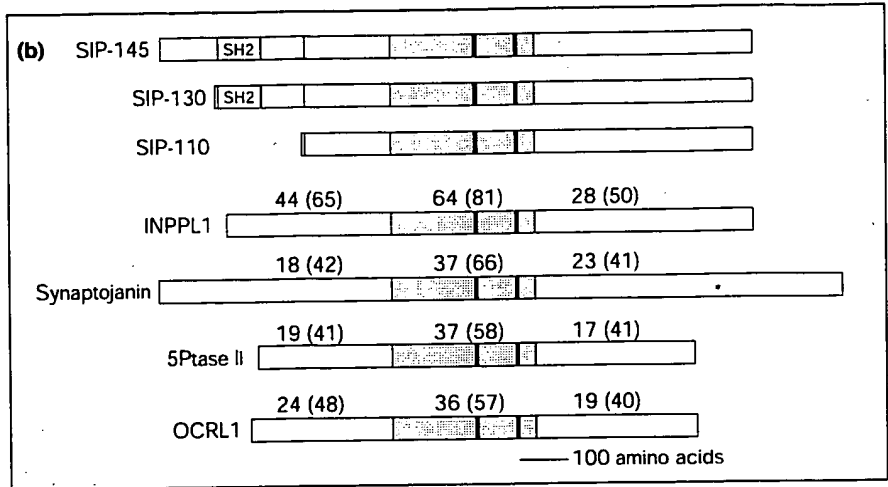 (b) SIP-145 SH2
SIP-130 SH2
SIP-110
44 (65) 64 (81) 28 (50)
INPPL1
18 (42) 37 (66) 23 (41)
Synaptojanin
19 (41) 37 (58) 17 (41)
5Ptase II
24 (48) 36 (57) 19 (40)
OCRL1
100 amino acids